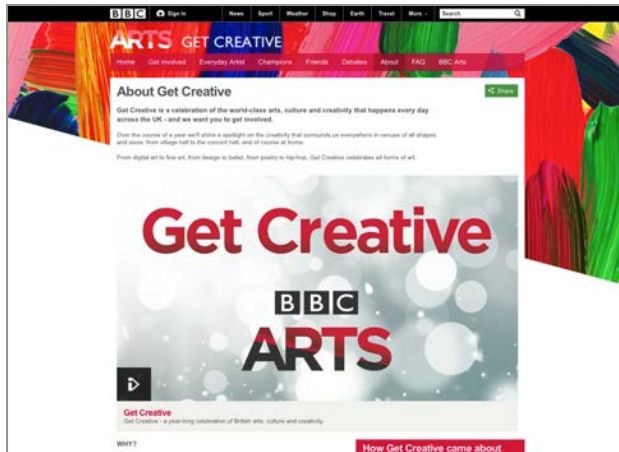 BBC Sign in News Sport Weather Shop Earth Travel More Search
ARTS GET CREATIVE
Home Get involved Everyday Artist Champions Friends Debates About FAQ BBC Arts
About Get Creative
Share
Get Creative is a celebration of the world-class arts, culture and creativity that happens every day
across the UK - and we want you to get involved.
Over the course of a year we'll shine a spotlight on the creativity that surrounds us everywhere in venues of all shapes
and sizes: from village hall to the concert hall, and of course at home.
From digital art to fine art, from design to ballet, from poetry to hip-hop, Get Creative celebrates all forms of art.
Get Creative
BBC
ARTS
Get Creative
Get Creative - a year-long celebration of British arts, culture and creativity.
WHY?
How Get Creative came about